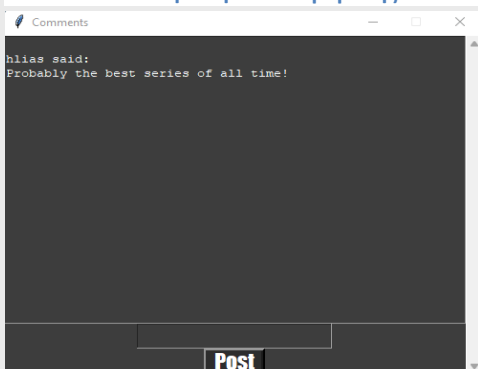 Comments
hlias said:
Probably the best series of all time!
Post